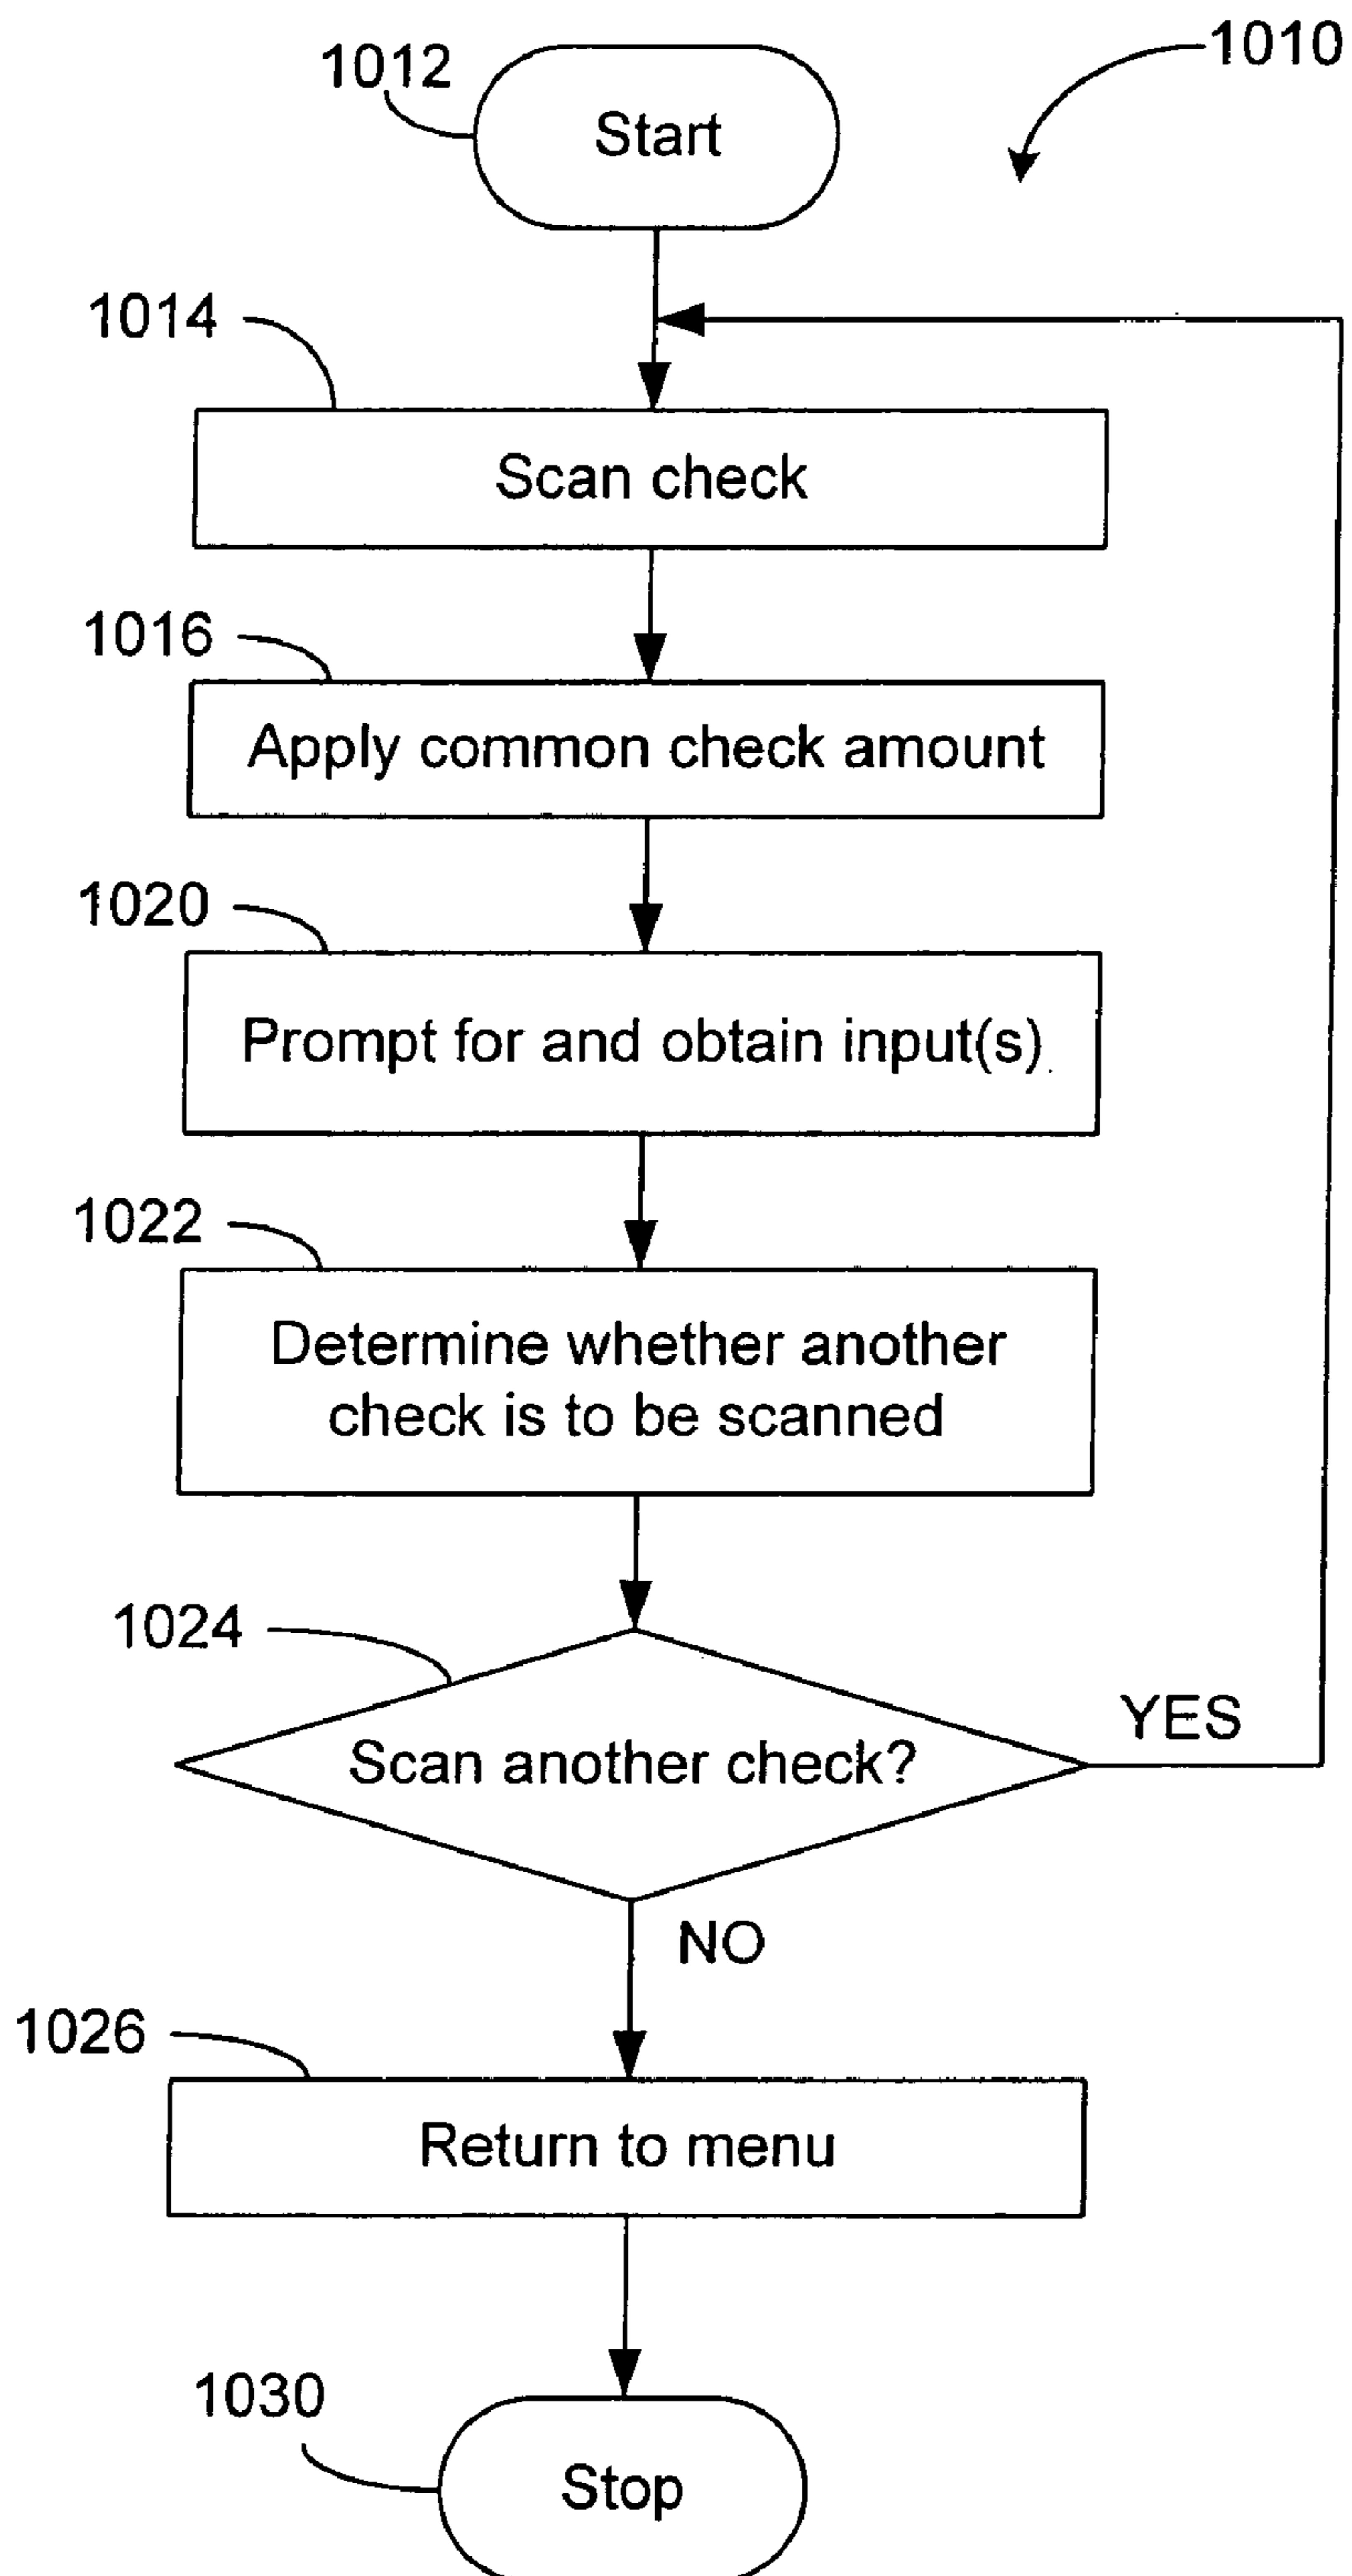 1010
1012
Start
1014
Scan check
1016
Apply common check amount
1020
Prompt for and obtain input(s)
1022
Determine whether another
check is to be scanned
1024
Scan another check?
YES
NO
1026
Return to menu
1030
Stop